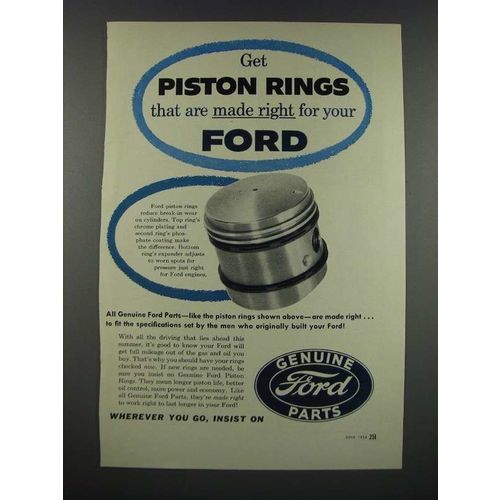 Get
PISTON RINGS
that are made right for your
FORD
Ford piston rings
reduce break-in wear
on cylinders. Top ring's
chrome plating and
second ring's phos-
phate coating make
the difference. Bottom
ring's expander adjusts
to worn spots for
pressure just right
for Ford engines.
All Genuine Ford Parts—like the piston rings shown above—are made right . . .
to fit the specifications set by the men who originally built your Ford!
With all the driving that lies ahead this
summer, it's good to know your Ford will
get full mileage out of the gas and oil you
buy. That's why you should have your rings
checked now. If new rings are needed, be
sure you insist on Genuine Ford Piston
Rings. They mean longer piston life, better
oil control, more power and economy. Like
all Genuine Ford Parts, they're made right
to work right to last longer in your Ford!
GENUINE
Ford
PARTS
WHEREVER YOU GO, INSIST ON
JUNE 1954